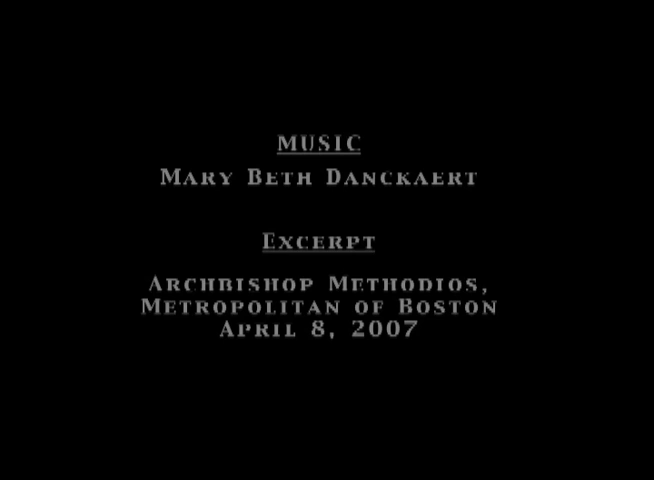 MUSIC
MARY BETH DANCKAERT
EXCERPT
ARCHBISHOP METHODIOS,
METROPOLITAN OF BOSTON
APRIL 8, 2007